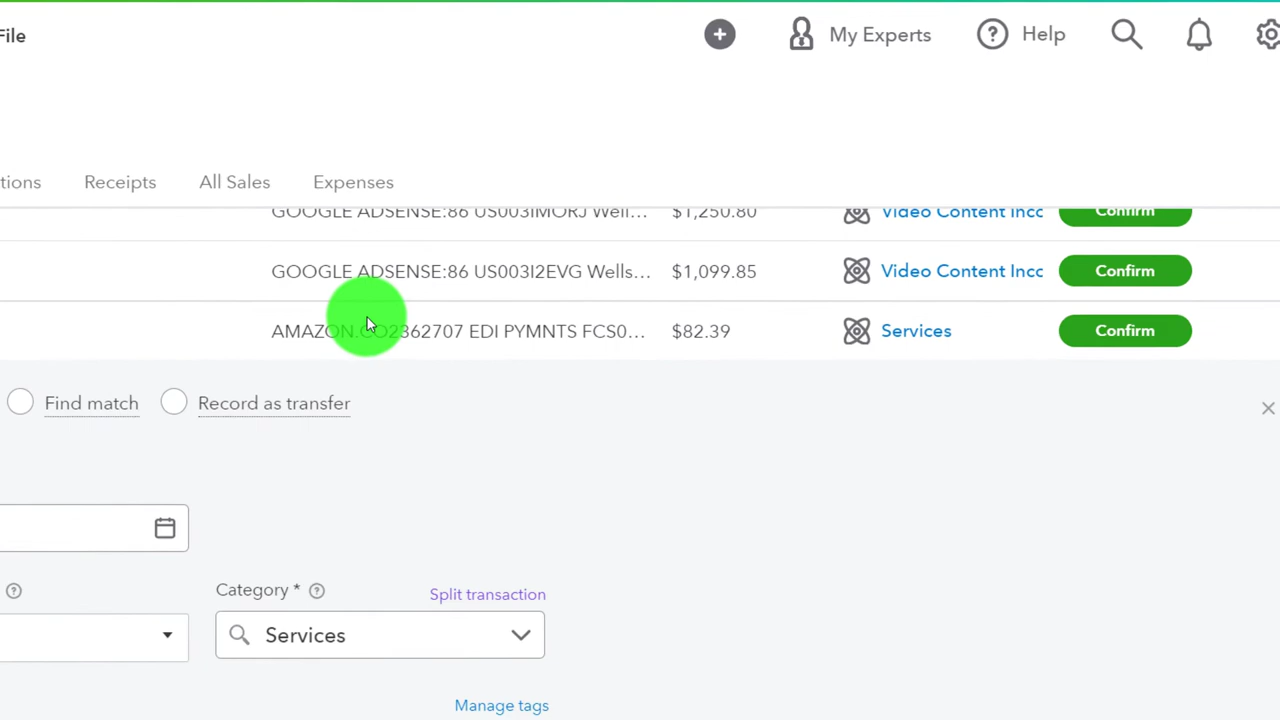 File
My Experts
Help
tions
Receipts
All Sales
Expenses
GOOGLE ADSENSE:86 US003IMORJ Well... $1,250.80 Video Content Incc Confirm
GOOGLE ADSENSE:86 US003I2EVG Wells... $1,099.85 Video Content Incc Confirm
AMAZON.CO2362707 EDI PYMNTS FCS0... $82.39 Services Confirm
Find match
Record as transfer
Category *
Split transaction
Services
Manage tags